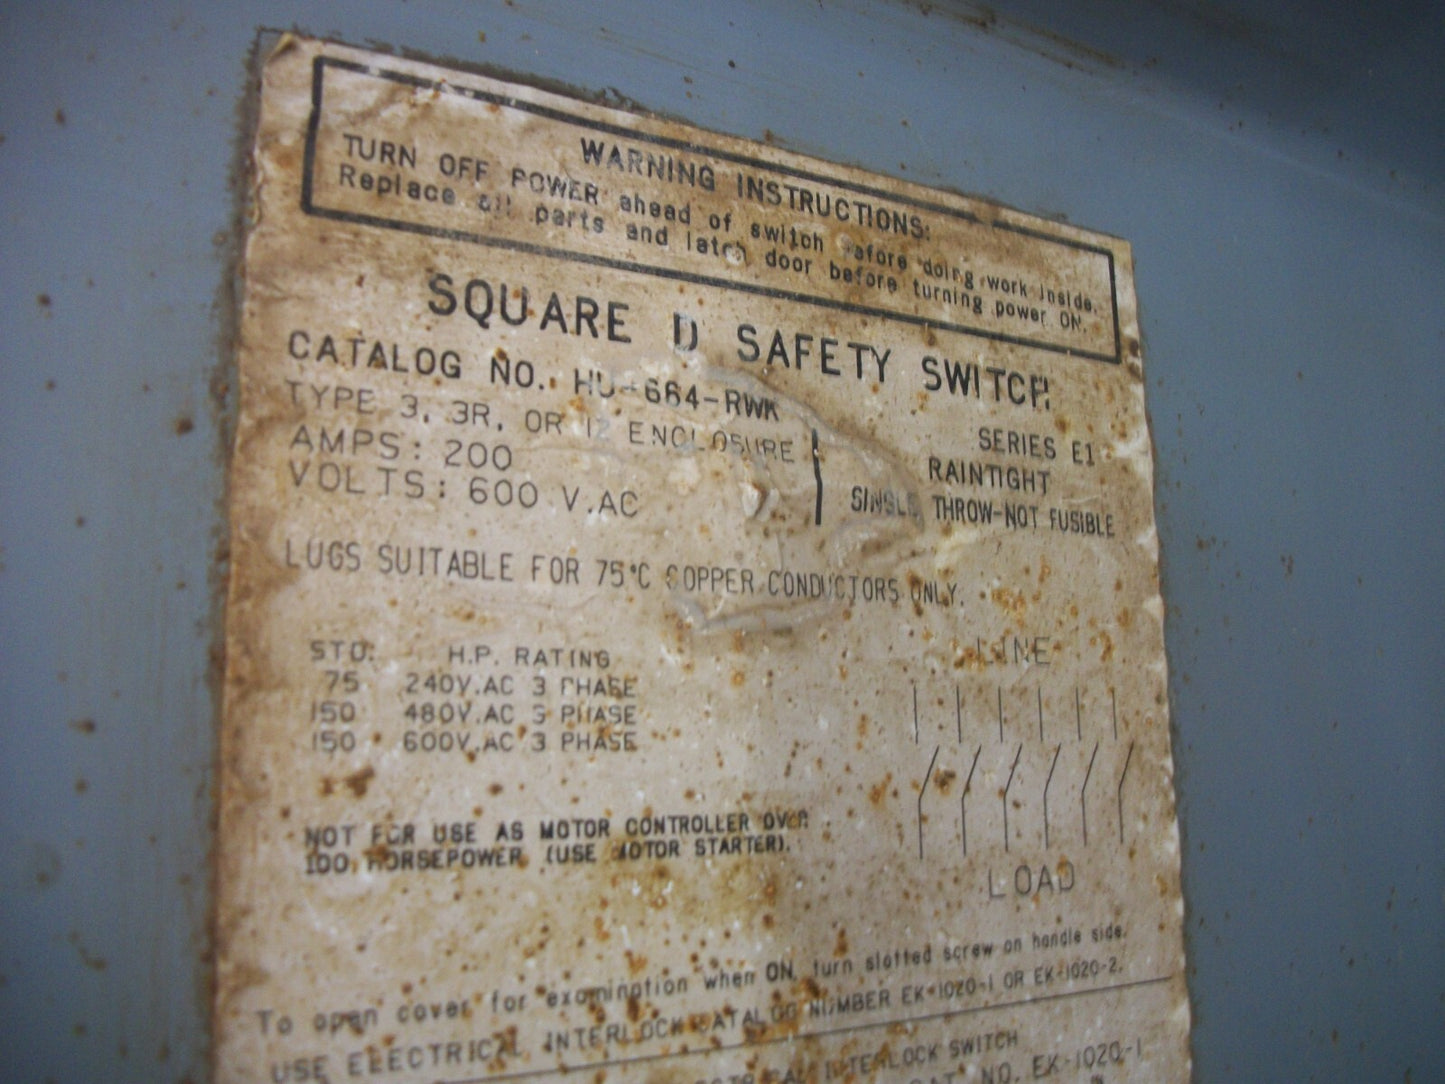 WARNING INSTRUCTIONS:
TURN OFF POWER ahead of switch before doing work inside.
Replace all parts and latch door before turning power ON.
SQUARE D SAFETY SWITCH
CATALOG NO. HU-664-RWK
TYPE 3, 3R, OR 12 ENCLOSURE
AMPS: 200
VOLTS: 600 V.AC
SERIES E1
RAINTIGHT
SINGLE THROW-NOT FUSIBLE
LUGS SUITABLE FOR 75°C COPPER CONDUCTORS ONLY.
STD. H.P. RATING
75 240V.AC 3 PHASE
150 480V.AC 3 PHASE
150 600V.AC 3 PHASE
LINE
LOAD
NOT FOR USE AS MOTOR CONTROLLER OVER
100 HORSEPOWER (USE MOTOR STARTER).
To open cover for examination when ON, turn slotted screw on handle side.
USE ELECTRICAL INTERLOCK CATALOG NUMBER EK-1020-1 OR EK-1020-2.
INTERLOCK SWITCH
NO. EK-1020-1